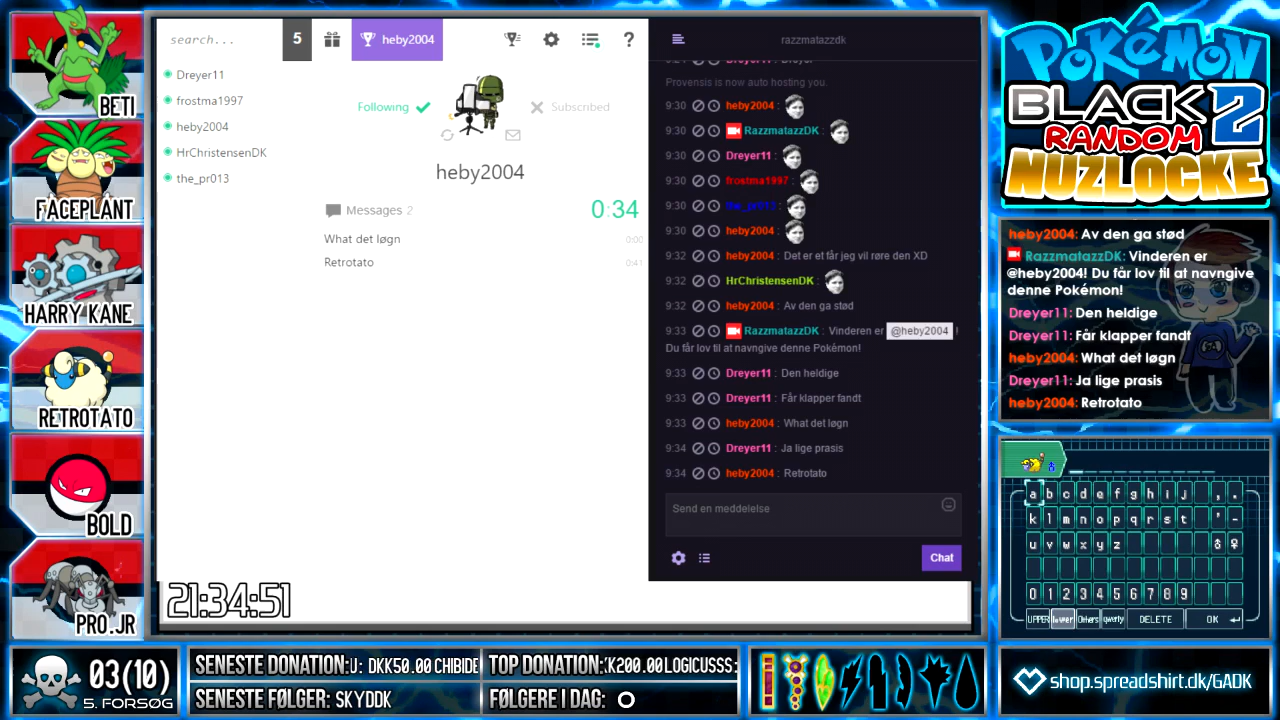 BETI
FACEPLANT
HARRY KANE
RETROTATO
BOLD
PRO.JR
search...
5
heby2004
?
Dreyer11
frostma1997
heby2004
HrChristensenDK
the_pr013
Following
Subscribed
heby2004
Messages 2
0:34
What det løgn 0:00
Retrotato 0:41
21:34:51
razzmatazzdk
Provensis is now auto hosting you.
9:30 heby2004 :
9:30 RazzmatazzDK :
9:30 Dreyer11 :
9:30 frostma1997 :
9:30 the_pr013 :
9:30 heby2004 :
9:32 heby2004 : Det er et får jeg vil røre den XD
9:32 HrChristensenDK :
9:32 heby2004 : Av den ga stød
9:33 RazzmatazzDK : Vinderen er @heby2004 !
Du får lov til at navngive denne Pokémon!
9:33 Dreyer11 : Den heldige
9:33 Dreyer11 : Får klapper fandt
9:33 heby2004 : What det løgn
9:34 Dreyer11 : Ja lige prasis
9:34 heby2004 : Retrotato
Send en meddelelse
Chat
POKéMON
BLACK 2
RANDOM
NUZLOCKE
heby2004: Av den ga stød
RazzmatazzDK: Vinderen er
@heby2004! Du får lov til at navngive
denne Pokémon!
Dreyer11: Den heldige
Dreyer11: Får klapper fandt
heby2004: What det løgn
Dreyer11: Ja lige prasis
heby2004: Retrotato
a b c d e f g h i j , .
k l m n o p q r s t ' -
u v w x y z ♂ ♀
0 1 2 3 4 5 6 7 8 9
UPPER lower Others qwerty DELETE OK
03(10)
5. FORSØG
SENESTE DONATION: U: DKK50.00 CHIBIDE
TOP DONATION: K200.00 LOGICUSSS:
SENESTE FØLGER: SKYDDK
FØLGERE I DAG: 0
shop.spreadshirt.dk/GADK